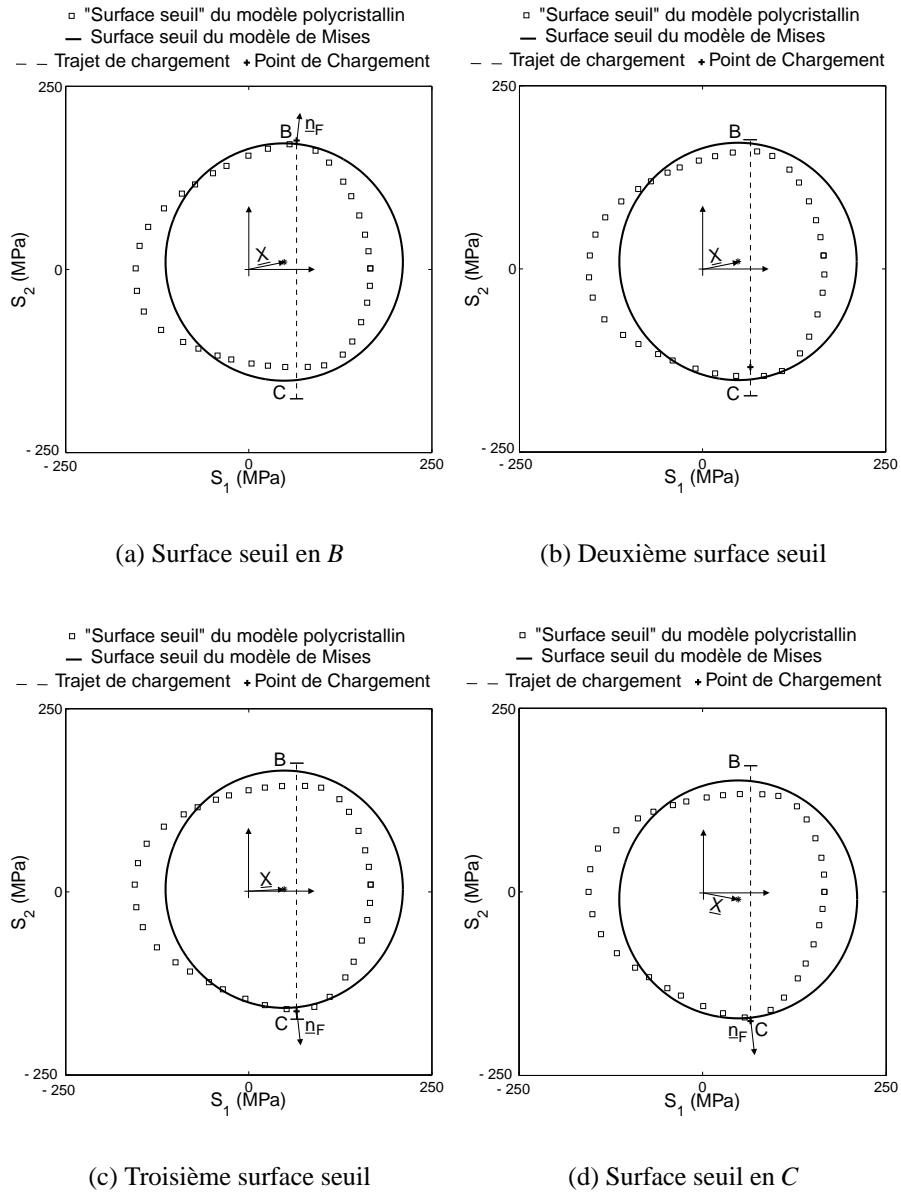 "Surface seuil" du modèle polycristallin
Surface seuil du modèle de Mises
Trajet de chargement + Point de Chargement
250
B
n_F
S_2 (MPa)
0
X
C
- 250
- 250
0
250
S_1 (MPa)
(a) Surface seuil en B
"Surface seuil" du modèle polycristallin
Surface seuil du modèle de Mises
Trajet de chargement + Point de Chargement
250
B
S_2 (MPa)
0
X
C
- 250
- 250
0
250
S_1 (MPa)
(b) Deuxième surface seuil
"Surface seuil" du modèle polycristallin
Surface seuil du modèle de Mises
Trajet de chargement + Point de Chargement
250
B
S_2 (MPa)
0
X
C
n_F
- 250
- 250
0
250
S_1 (MPa)
(c) Troisième surface seuil
"Surface seuil" du modèle polycristallin
Surface seuil du modèle de Mises
Trajet de chargement + Point de Chargement
250
B
S_2 (MPa)
0
X
n_F C
- 250
- 250
0
250
S_1 (MPa)
(d) Surface seuil en C